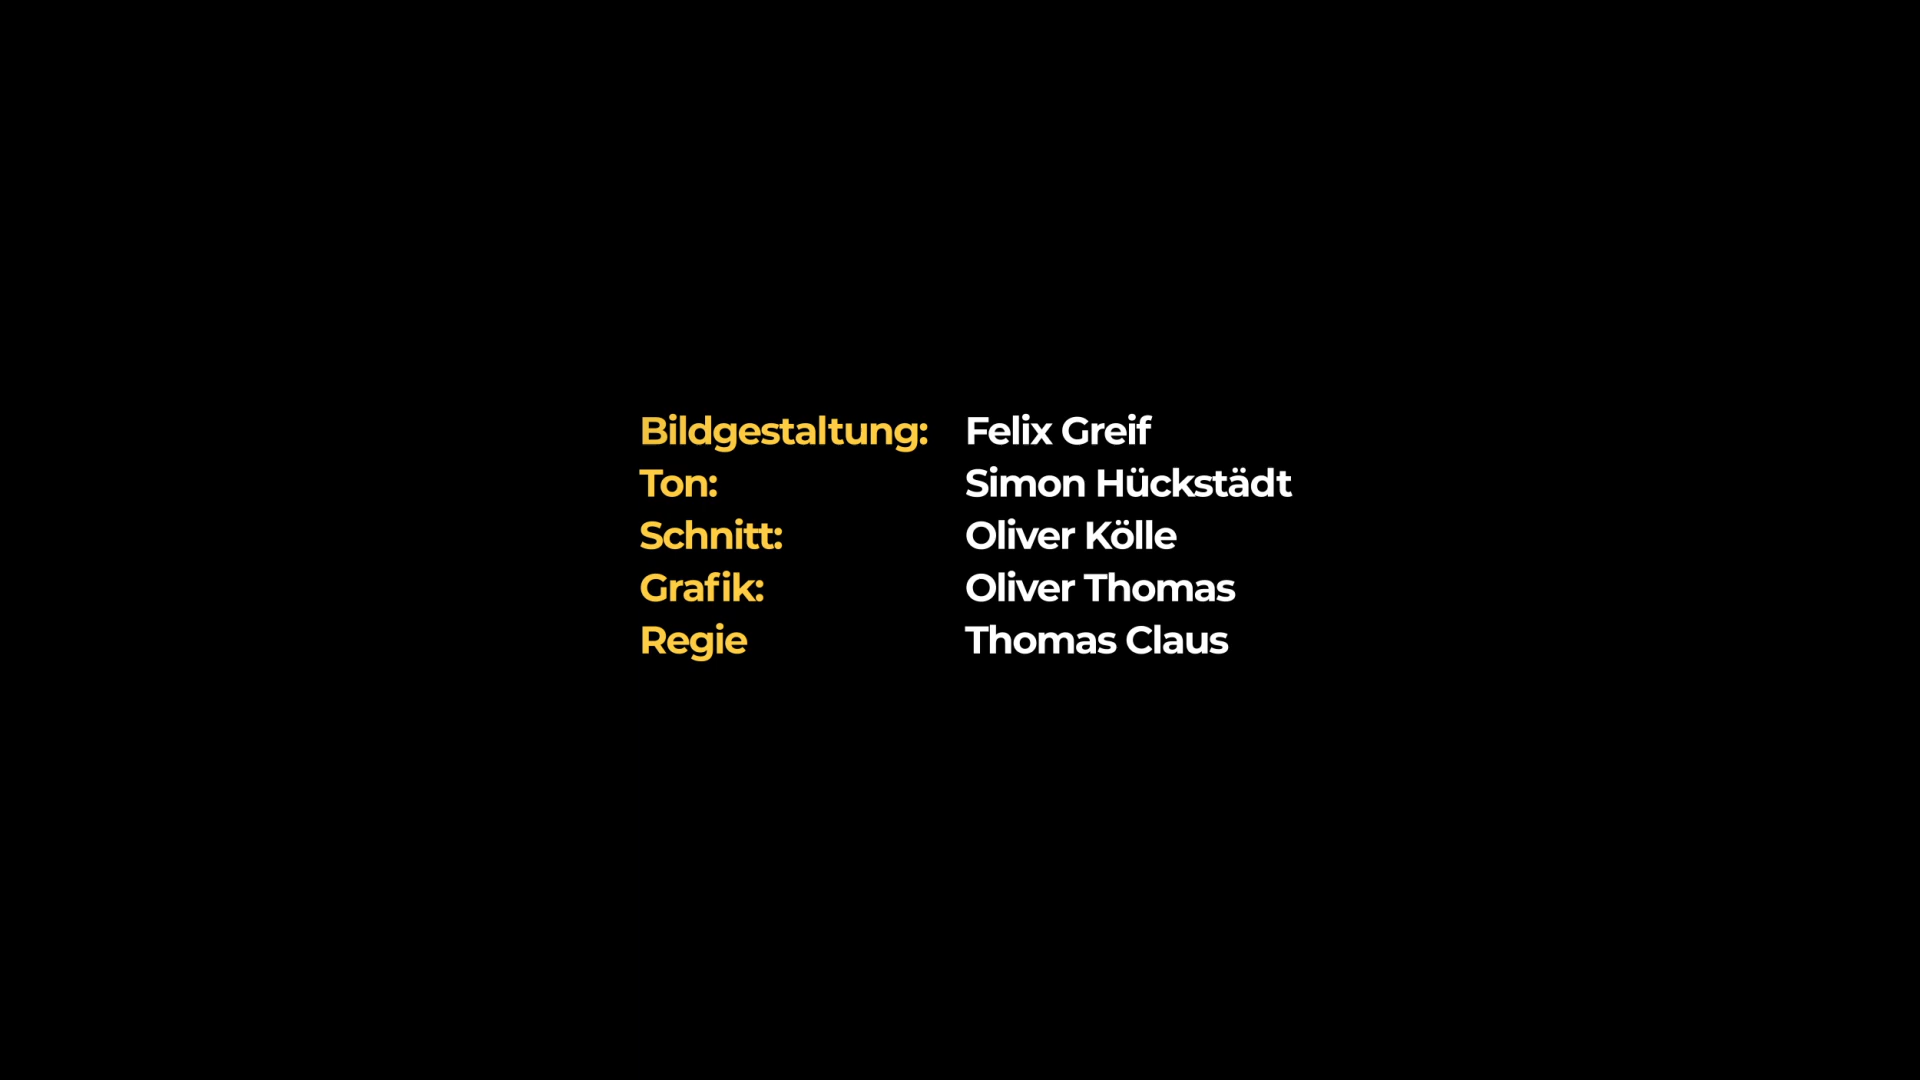 Bildgestaltung: Felix Greif
Ton: Simon Hückstädt
Schnitt: Oliver Kölle
Grafik: Oliver Thomas
Regie Thomas Claus